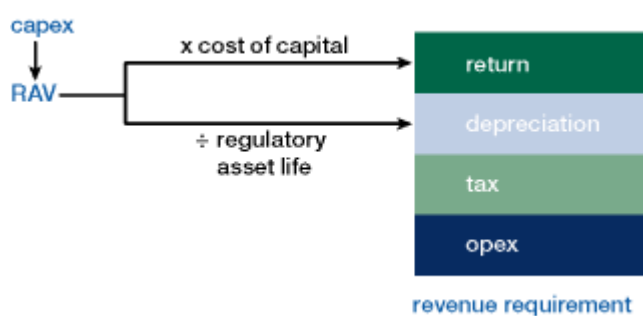 capex
x cost of capital
RAV
÷ regulatory
asset life
return
depreciation
tax
opex
revenue requirement